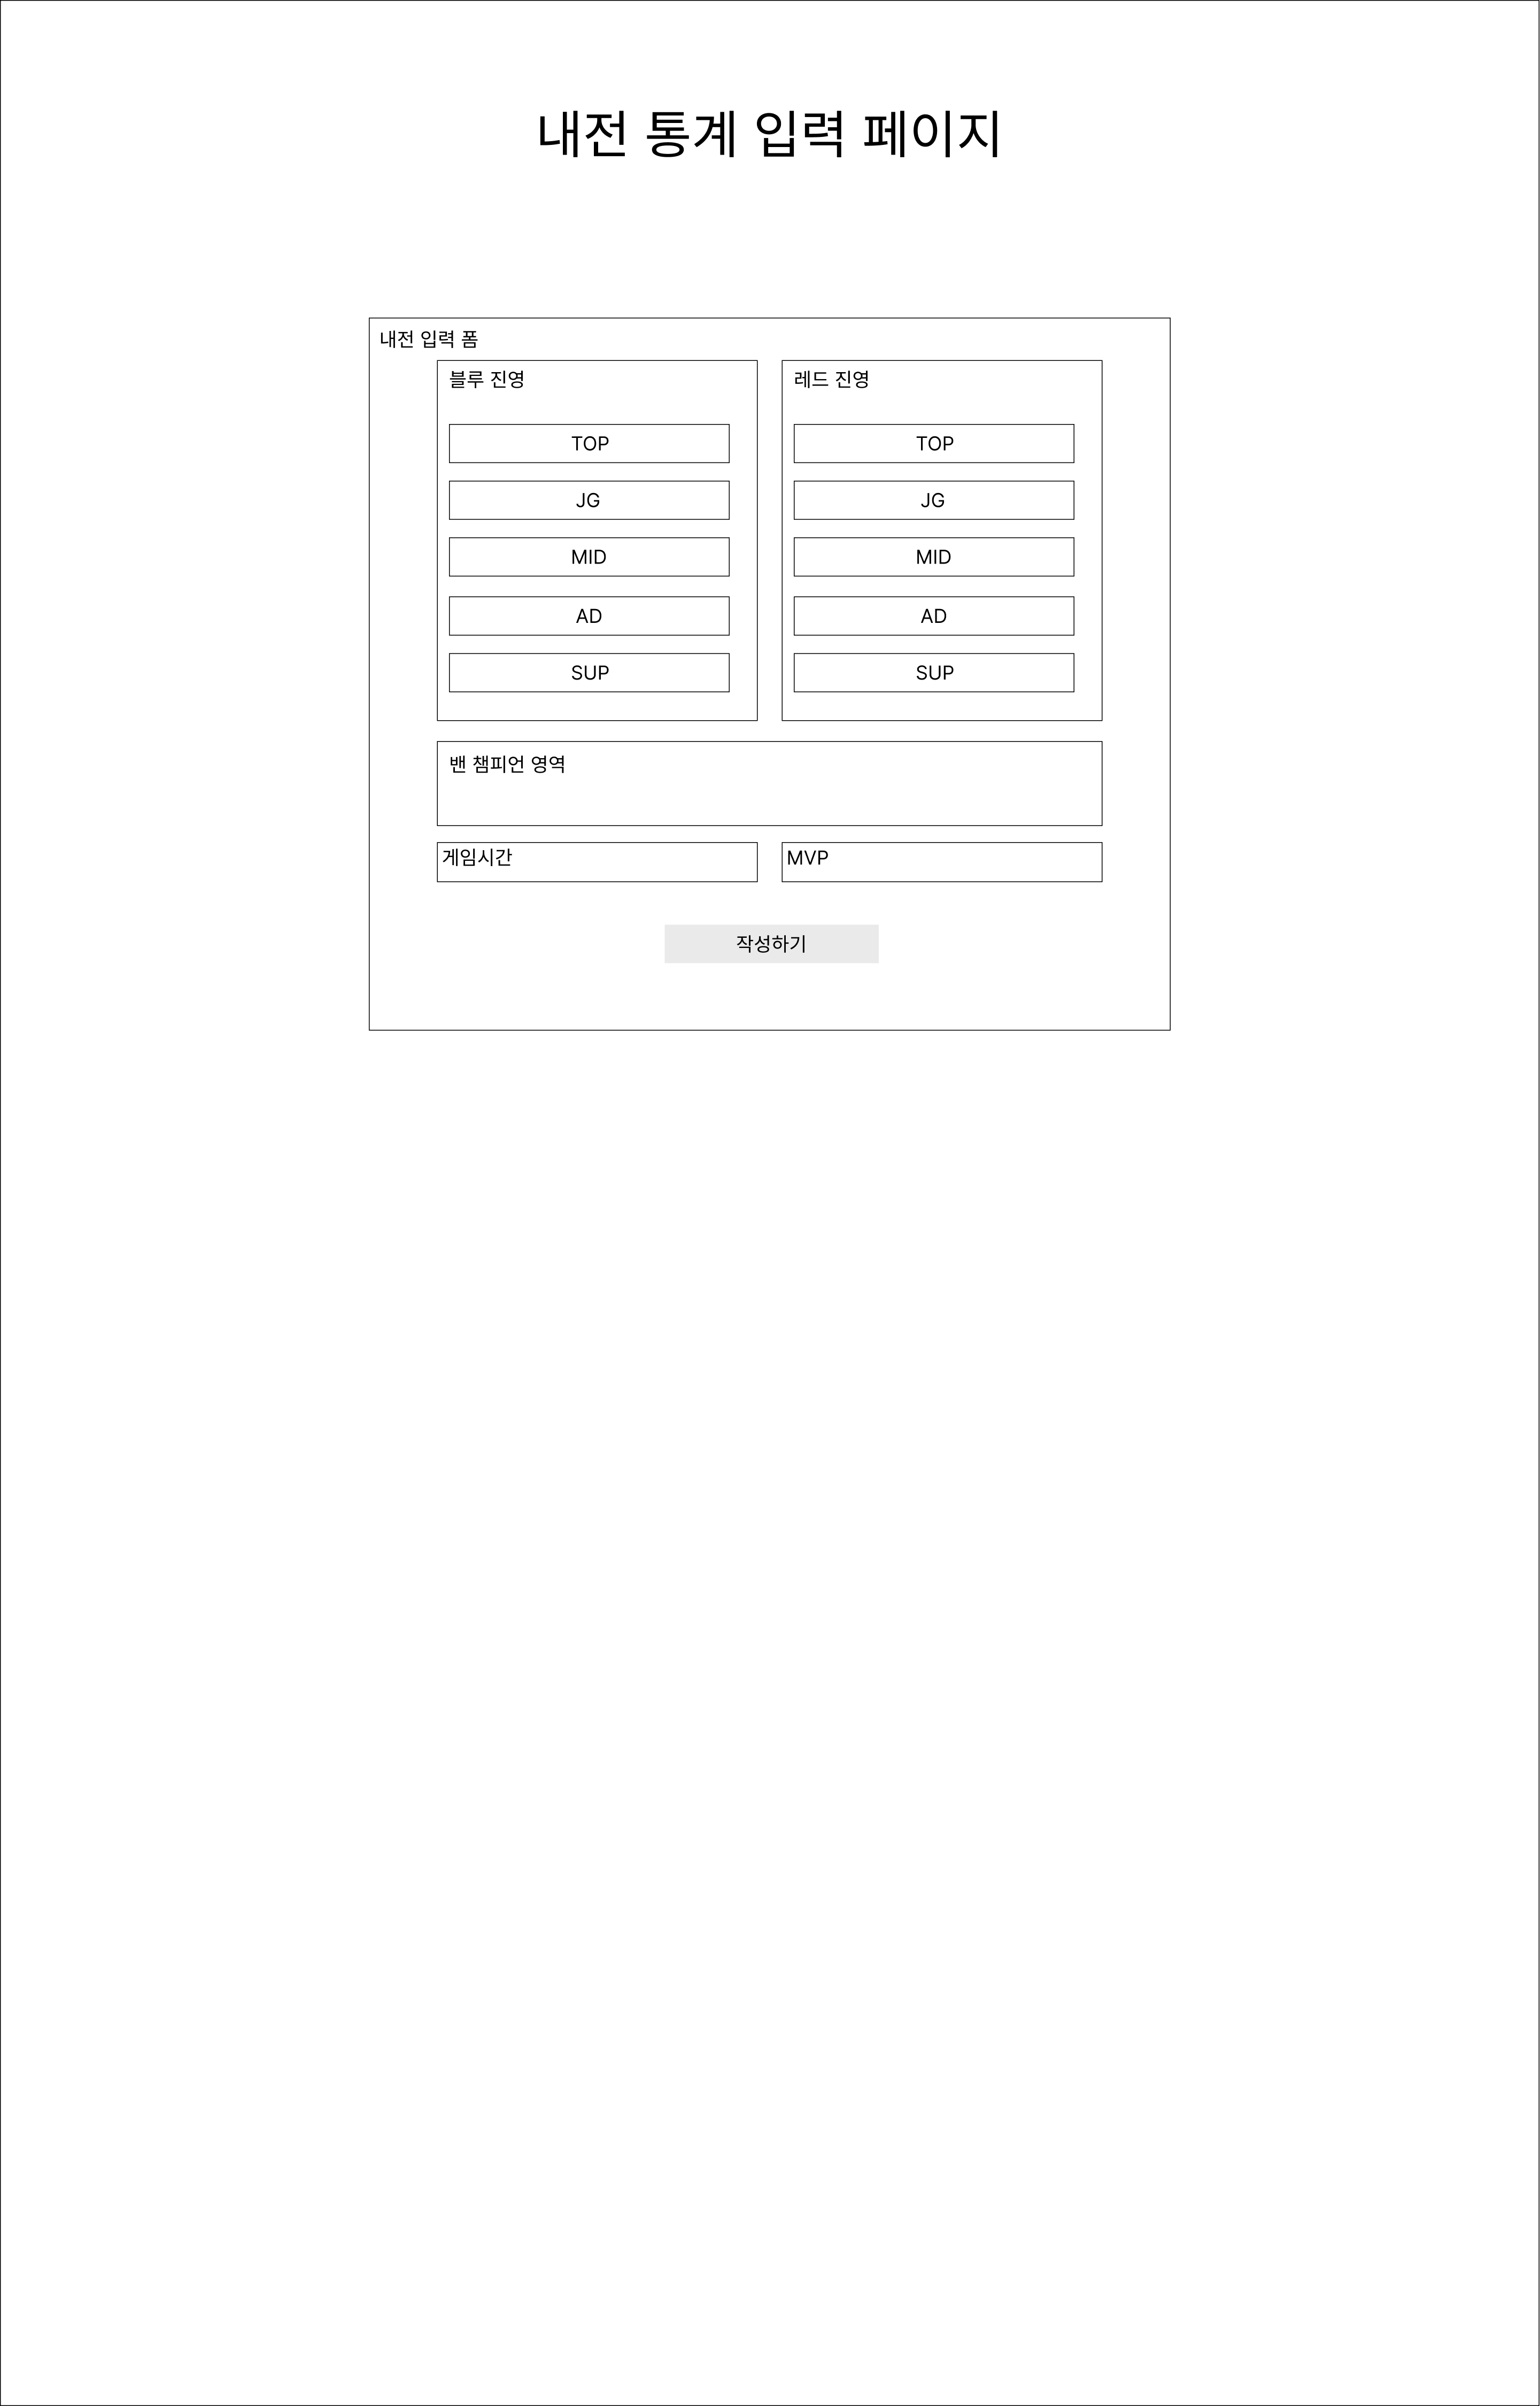 내전 통계 입력 페이지
내전 입력 폼
블루 진영
TOP
JG
MID
AD
SUP
레드 진영
TOP
JG
MID
AD
SUP
밴 챔피언 영역
게임시간
MVP
작성하기